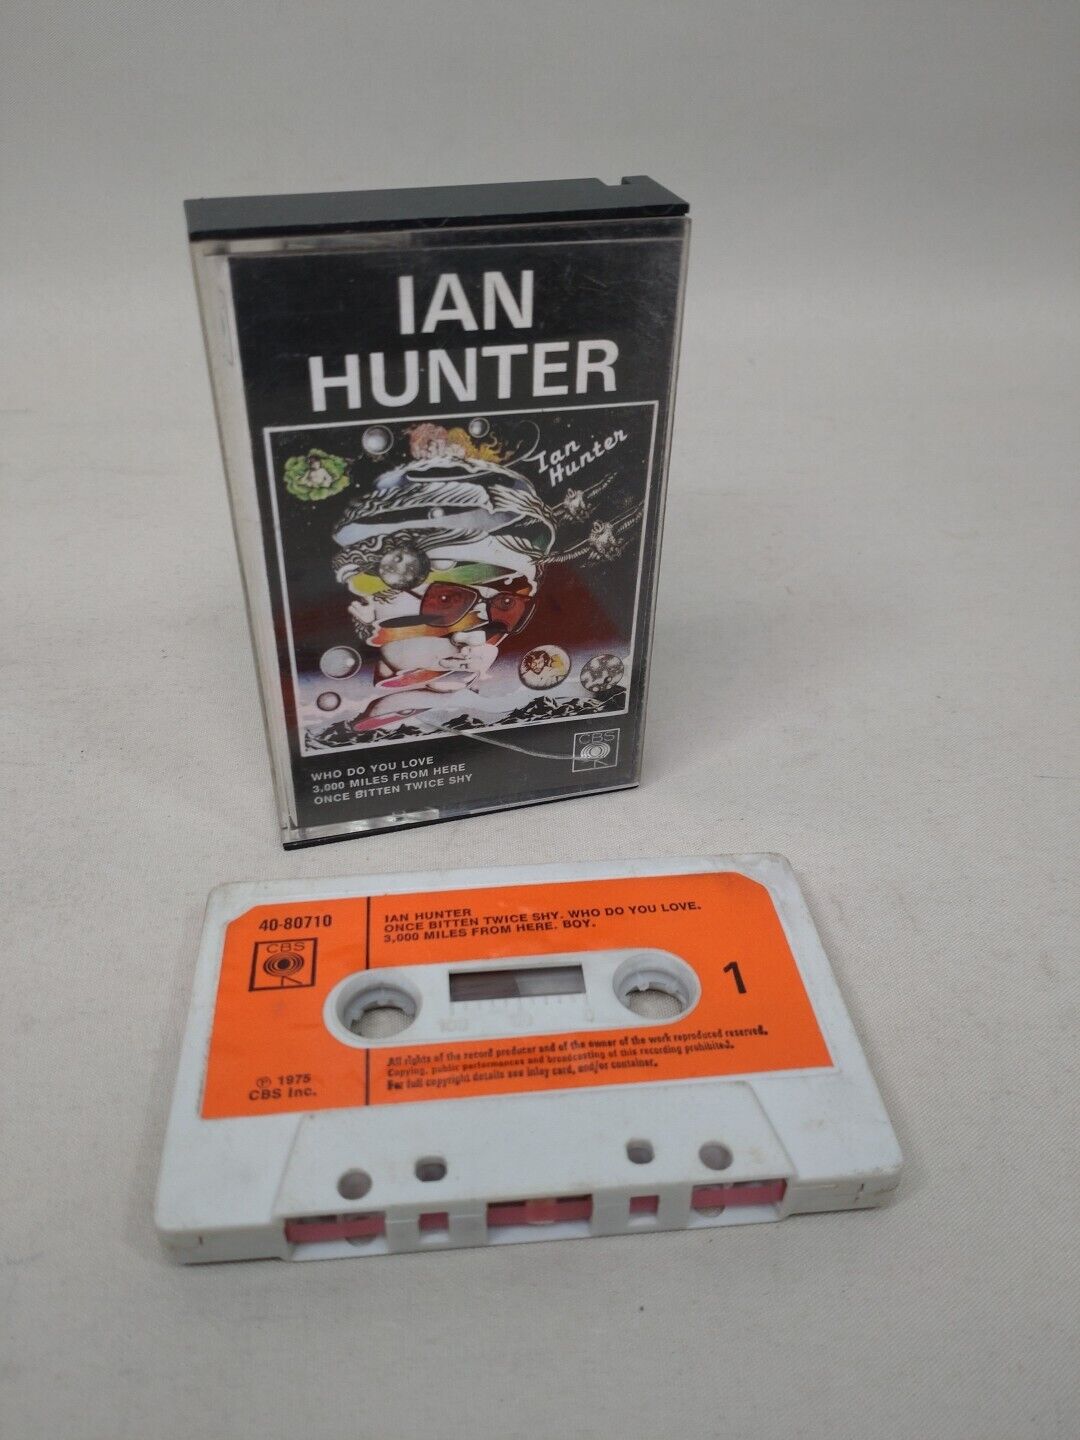 IAN
HUNTER
Ian
Hunter
CBS
WHO DO YOU LOVE
3,000 MILES FROM HERE
ONCE BITTEN TWICE SHY
40-80710
CBS
IAN HUNTER
ONCE BITTEN TWICE SHY. WHO DO YOU LOVE.
3,000 MILES FROM HERE. BOY.
1
100
50
0
All rights of the record producer and of the owner of the work reproduced reserved.
Copying, public performances and broadcasting of this recording prohibited.
For full copyright details see inlay card, and/or container.
℗ 1975
CBS Inc.